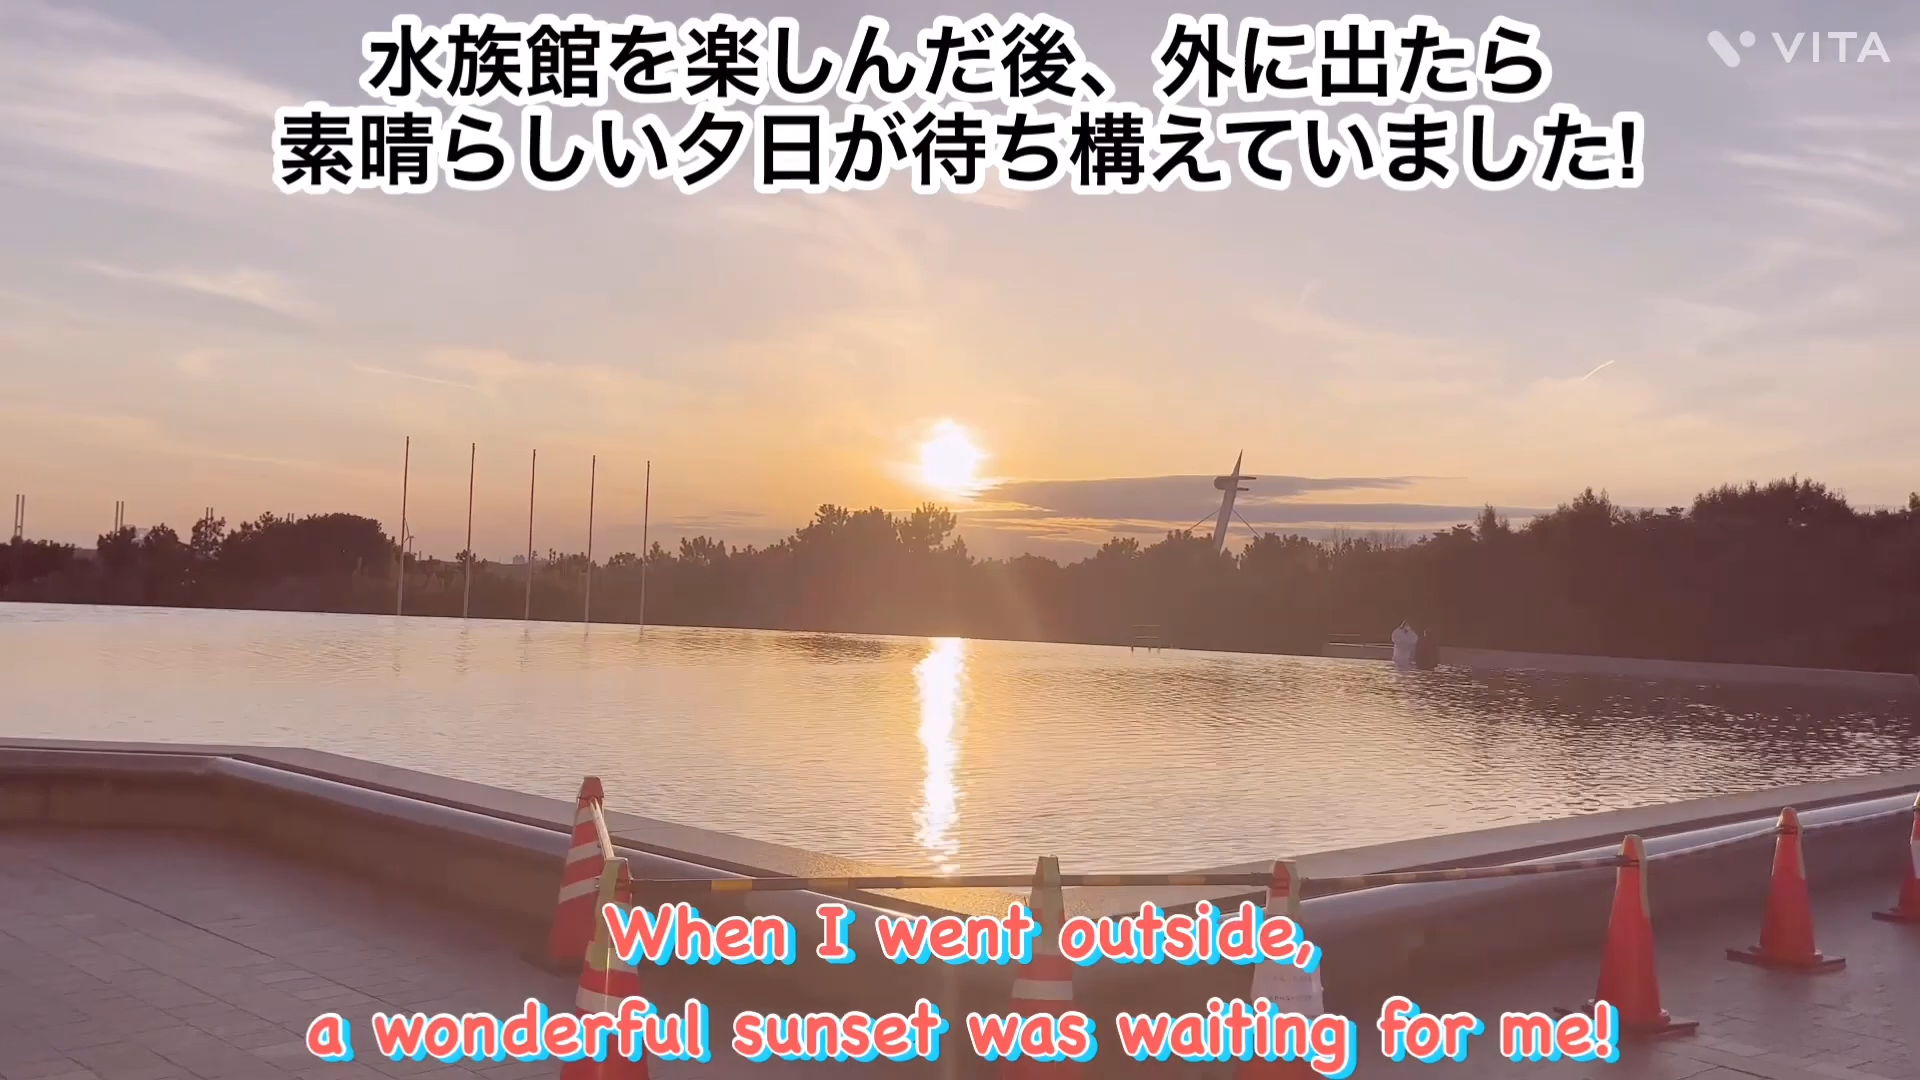 水族館を楽しんだ後、外に出たら
素晴らしい夕日が待ち構えていました!
VITA
When I went outside,
a wonderful sunset was waiting for me!